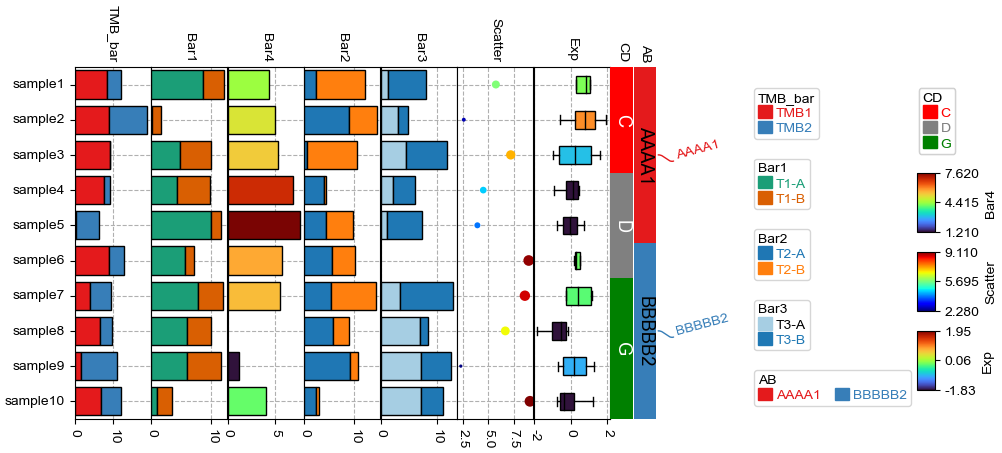 TMB_bar
Bar1
Bar4
Bar2
Bar3
Scatter
Exp
CD
AB
sample1
sample2
sample3
sample4
sample5
sample6
sample7
sample8
sample9
sample10
0 10
0 10
0 5
0 10
0 10
2.5 5.0 7.5
-2 0 2
C
D
G
AAAA1
BBBBB2
AAAA1
BBBBB2
TMB_bar
TMB1
TMB2
Bar1
T1-A
T1-B
Bar2
T2-A
T2-B
Bar3
T3-A
T3-B
AB
AAAA1 BBBBB2
CD
C
D
G
7.620
4.415
1.210
Bar4
9.110
5.695
2.280
Scatter
1.95
0.06
-1.83
Exp